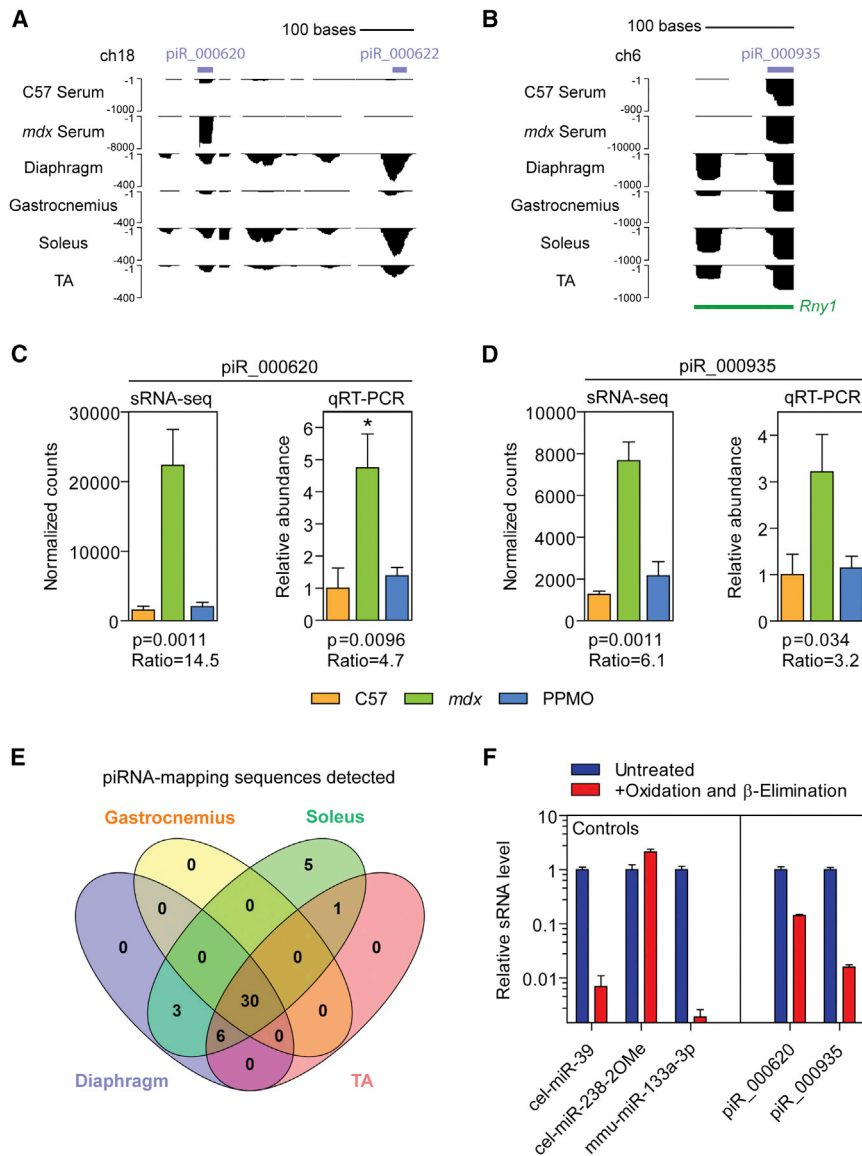 A
100 bases
ch18
piR_000620
piR_000622
C57 Serum
-1
-1000
mdx Serum
-1
-8000
Diaphragm
-1
-400
Gastrocnemius
-1
-400
Soleus
-1
-400
TA
-1
-400
B
100 bases
ch6
piR_000935
-1
-900
-1
-10000
-1
-1000
-1
-1000
-1
-1000
-1
-1000
Rny1
C
piR_000620
sRNA-seq
Normalized counts
30000
20000
10000
0
p=0.0011
Ratio=14.5
qRT-PCR
Relative abundance
6
5
4
3
2
1
0
*
p=0.0096
Ratio=4.7
D
piR_000935
sRNA-seq
Normalized counts
10000
8000
6000
4000
2000
0
p=0.0011
Ratio=6.1
qRT-PCR
Relative abundance
4
3
2
1
0
p=0.034
Ratio=3.2
C57
mdx
PPMO
E
piRNA-mapping sequences detected
Gastrocnemius
Soleus
0
5
0
0
1
0
0
0
0
30
3
0
6
0
0
Diaphragm
TA
F
Untreated
+Oxidation and β-Elimination
Controls
Relative sRNA level
10
1
0.1
0.01
cel-miR-39
cel-miR-238-2OMe
mmu-miR-133a-3p
piR_000620
piR_000935